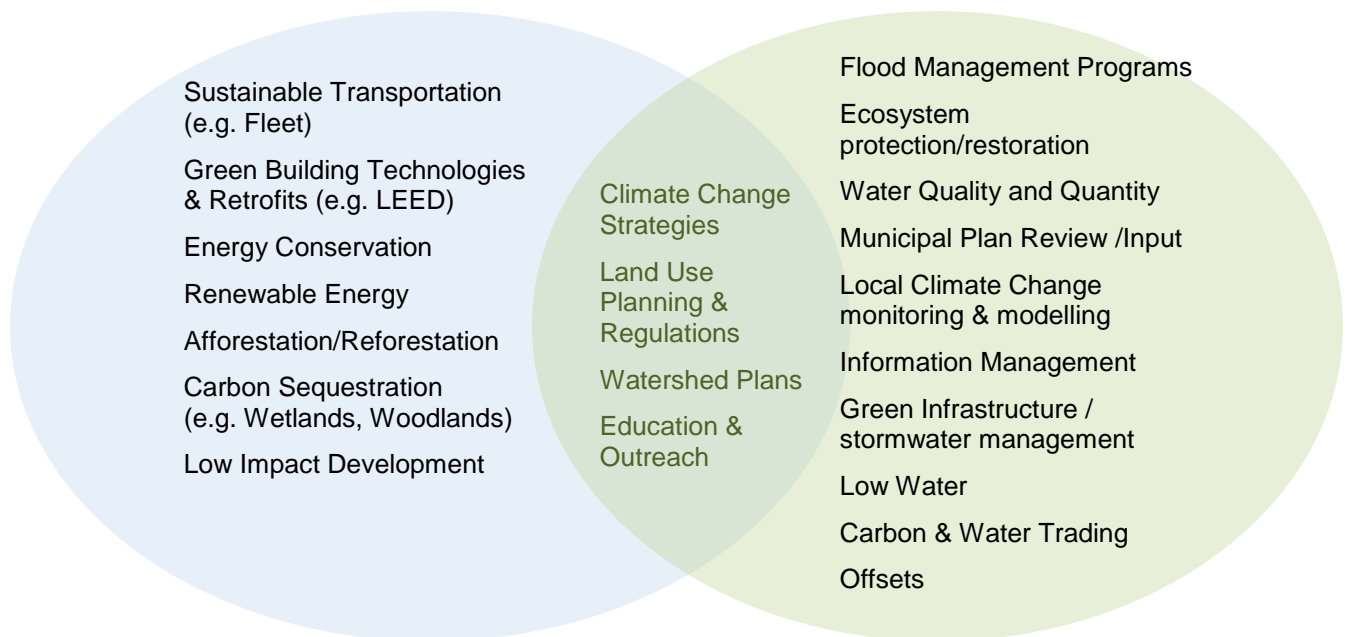 Sustainable Transportation
(e.g. Fleet)
Green Building Technologies
& Retrofits (e.g. LEED)
Energy Conservation
Renewable Energy
Afforestation/Reforestation
Carbon Sequestration
(e.g. Wetlands, Woodlands)
Low Impact Development
Climate Change
Strategies
Land Use
Planning &
Regulations
Watershed Plans
Education &
Outreach
Flood Management Programs
Ecosystem
protection/restoration
Water Quality and Quantity
Municipal Plan Review /Input
Local Climate Change
monitoring & modelling
Information Management
Green Infrastructure /
stormwater management
Low Water
Carbon & Water Trading
Offsets